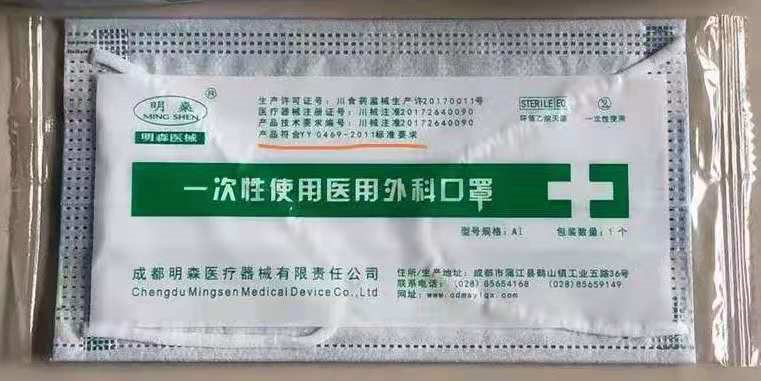 明森
MING SHEN
®
明森医械
生产许可证号：川食药监械生产许20170011号
医疗器械注册证号：川械注准20172640090
产品技术要求编号：川械注准20172640090
产品符合YY 0469-2011标准要求
STERILE EO
环氧乙烷灭菌
2
一次性使用
一次性使用医用外科口罩
型号规格：AI
包装数量：1个
成都明森医疗器械有限责任公司
Chengdu Mingsen Medical Device Co.,Ltd
住所/生产地址：成都市蒲江县鹤山镇工业五路36号
联系电话：(028) 85654168 (028) 85659149
网址：www.cdmsylqx.com